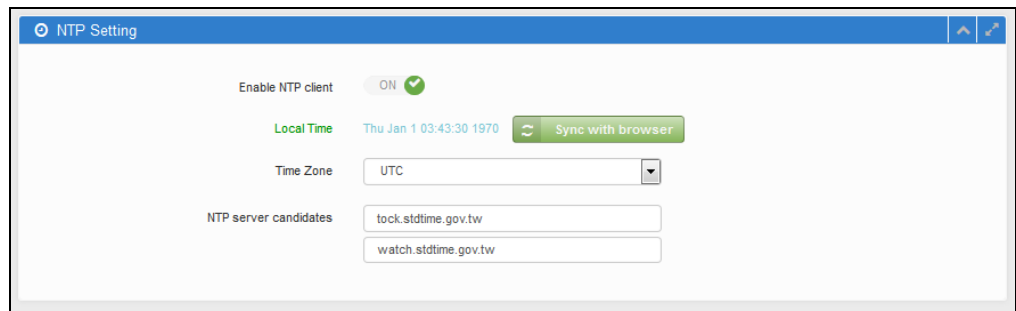 NTP Setting
Enable NTP client ON
Local Time Thu Jan 1 03:43:30 1970 Sync with browser
Time Zone UTC
NTP server candidates tock.stdtime.gov.tw
watch.stdtime.gov.tw